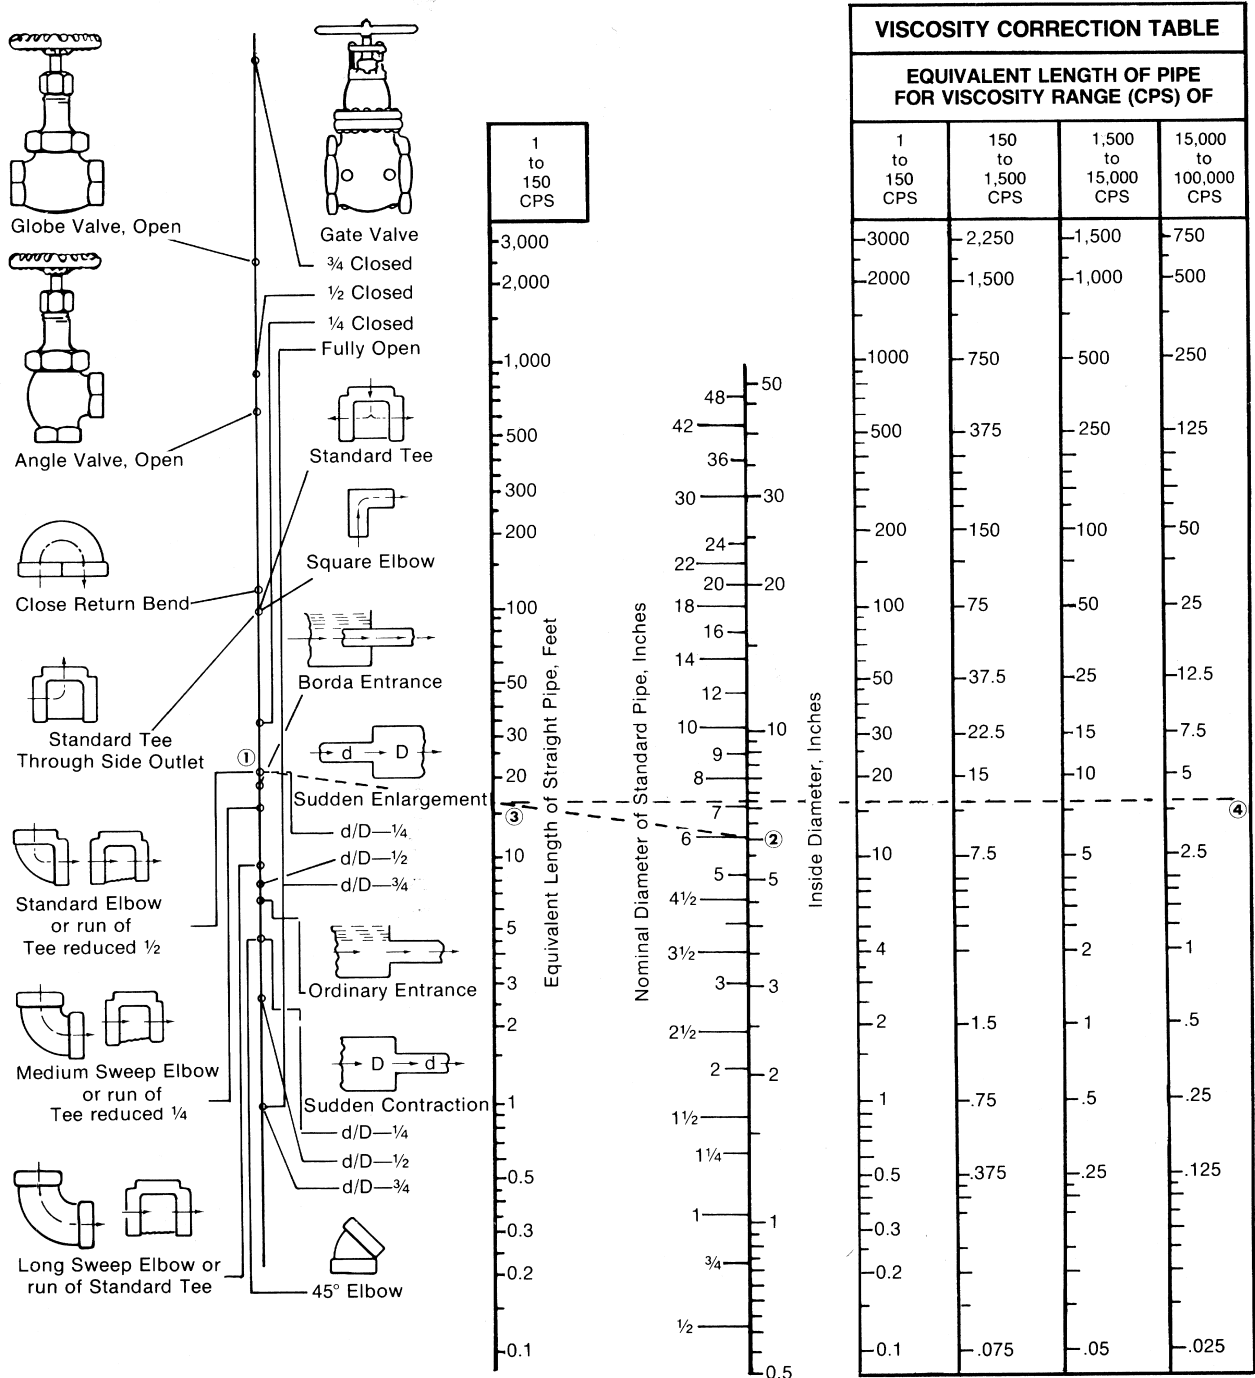 Globe Valve, Open
Angle Valve, Open
Close Return Bend
Standard Tee
Through Side Outlet
Standard Elbow
or run of
Tee reduced ½
Medium Sweep Elbow
or run of
Tee reduced ¼
Long Sweep Elbow or
run of Standard Tee
Gate Valve
¾ Closed
½ Closed
¼ Closed
Fully Open
Standard Tee
Square Elbow
Borda Entrance
d D
Sudden Enlargement
d/D—¼
d/D—½
d/D—¾
Ordinary Entrance
D d
Sudden Contraction
d/D—¼
d/D—½
d/D—¾
45° Elbow
①
1
to
150
CPS
3,000
2,000
1,000
500
300
200
100
50
30
20
③
10
5
3
2
1
0.5
0.3
0.2
0.1
Equivalent Length of Straight Pipe, Feet
Nominal Diameter of Standard Pipe, Inches
48
42
36
30
24
22
20
18
16
14
12
10
9
8
7
6
5
4½
3½
3
2½
2
1½
1¼
1
¾
½
50
30
20
10
②
5
3
2
1
0.5
Inside Diameter, Inches
VISCOSITY CORRECTION TABLE
EQUIVALENT LENGTH OF PIPE
FOR VISCOSITY RANGE (CPS) OF
1
to
150
CPS
150
to
1,500
CPS
1,500
to
15,000
CPS
15,000
to
100,000
CPS
3000 2,250 1,500 750
2000 1,500 1,000 500
1000 750 500 250
500 375 250 125
200 150 100 50
100 75 50 25
50 37.5 25 12.5
30 22.5 15 7.5
20 15 10 5
④
10 7.5 5 2.5
4 2 1
2 1.5 1 .5
1 .75 .5 .25
0.5 .375 .25 .125
0.3
0.2
0.1 .075 .05 .025